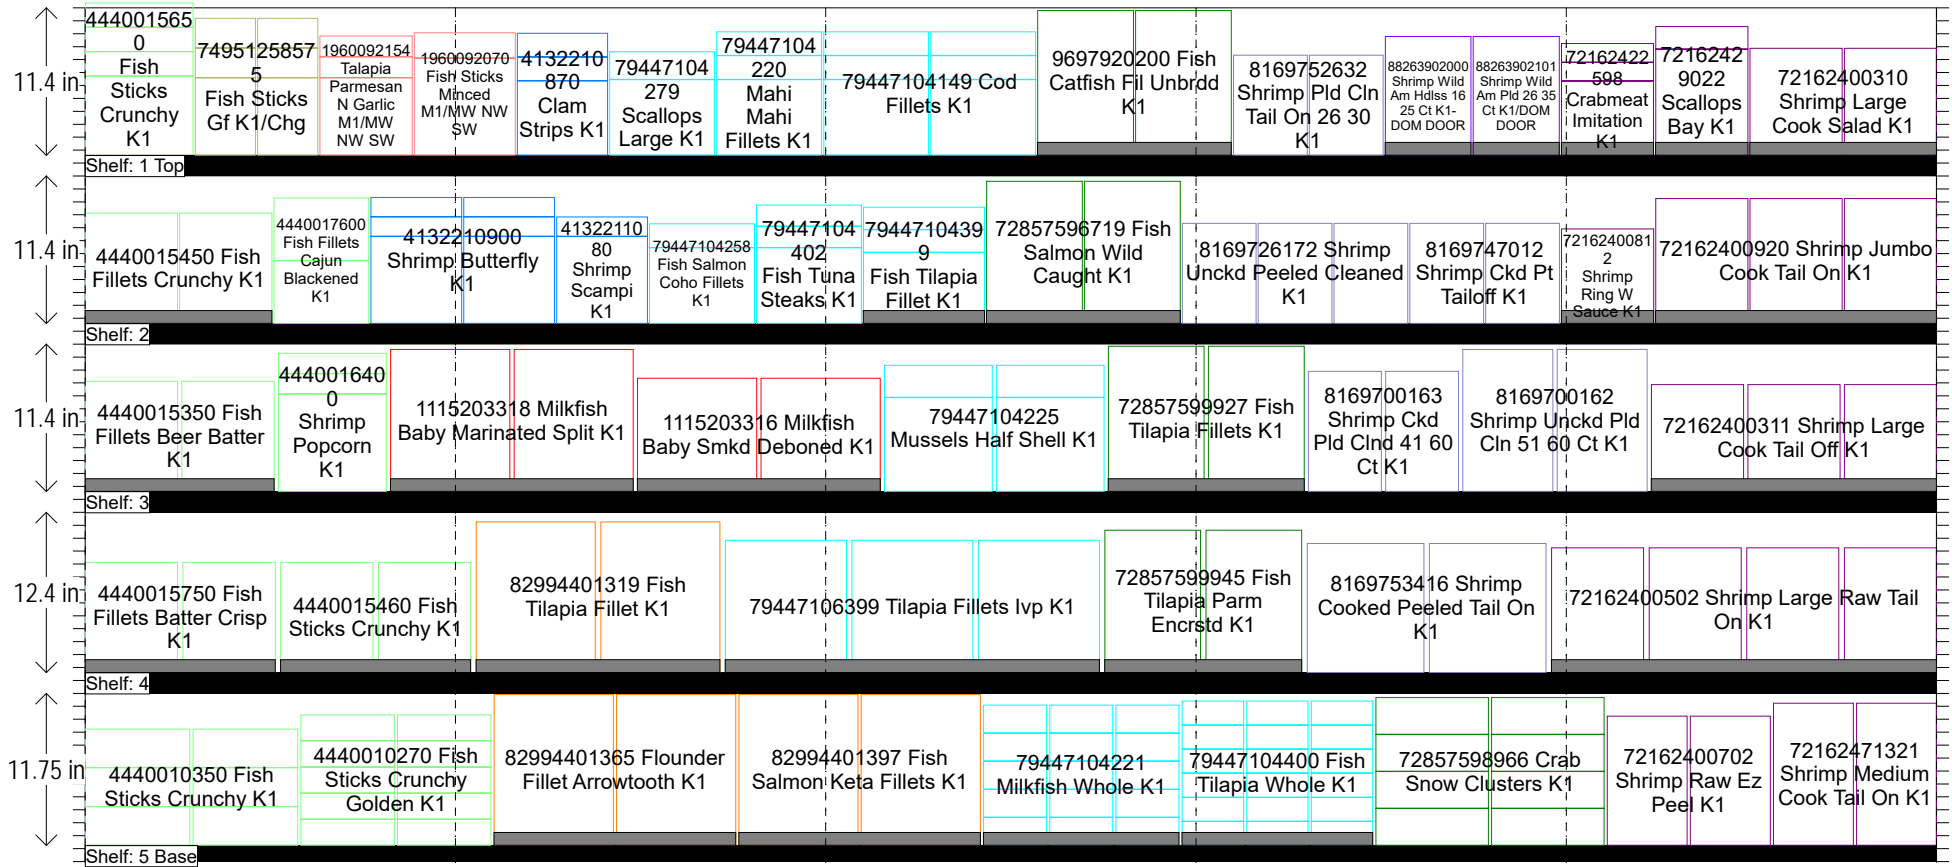 11.4 in
444001565
0
Fish
Sticks
Crunchy
K1
7495125857
5
Fish Sticks
Gf K1/Chg
1960092154
Talapia
Parmesan
N Garlic
M1/MW
NW SW
1960092070
Fish Sticks
Minced
M1/MW NW
SW
4132210
870
Clam
Strips K1
79447104
279
Scallops
Large K1
79447104
220
Mahi
Mahi
Fillets K1
79447104149 Cod
Fillets K1
9697920200 Fish
Catfish Fil Unbrdd
K1
8169752632
Shrimp Pld Cln
Tail On 26 30
K1
88263902000
Shrimp Wild
Am Hdlss 16
25 Ct K1-
DOM DOOR
88263902101
Shrimp Wild
Am Pld 26 35
Ct K1/DOM
DOOR
72162422
598
Crabmeat
Imitation
K1
7216242
9022
Scallops
Bay K1
72162400310
Shrimp Large
Cook Salad K1
Shelf: 1 Top
11.4 in
4440015450 Fish
Fillets Crunchy K1
4440017600
Fish Fillets
Cajun
Blackened
K1
4132210900
Shrimp Butterfly
K1
41322110
80
Shrimp
Scampi
K1
79447104258
Fish Salmon
Coho Fillets
K1
79447104
402
Fish Tuna
Steaks K1
7944710439
9
Fish Tilapia
Fillet K1
72857596719 Fish
Salmon Wild
Caught K1
8169726172 Shrimp
Unckd Peeled Cleaned
K1
8169747012
Shrimp Ckd Pt
Tailoff K1
7216240081
2
Shrimp
Ring W
Sauce K1
72162400920 Shrimp Jumbo
Cook Tail On K1
Shelf: 2
11.4 in
4440015350 Fish
Fillets Beer Batter
K1
444001640
0
Shrimp
Popcorn
K1
1115203318 Milkfish
Baby Marinated Split K1
1115203316 Milkfish
Baby Smkd Deboned K1
79447104225
Mussels Half Shell K1
72857599927 Fish
Tilapia Fillets K1
8169700163
Shrimp Ckd
Pld Clnd 41 60
Ct K1
8169700162
Shrimp Unckd Pld
Cln 51 60 Ct K1
72162400311 Shrimp Large
Cook Tail Off K1
Shelf: 3
12.4 in
4440015750 Fish
Fillets Batter Crisp
K1
4440015460 Fish
Sticks Crunchy K1
82994401319 Fish
Tilapia Fillet K1
79447106399 Tilapia Fillets Ivp K1
72857599945 Fish
Tilapia Parm
Encrstd K1
8169753416 Shrimp
Cooked Peeled Tail On
K1
72162400502 Shrimp Large Raw Tail
On K1
Shelf: 4
11.75 in
4440010350 Fish
Sticks Crunchy K1
4440010270 Fish
Sticks Crunchy
Golden K1
82994401365 Flounder
Fillet Arrowtooth K1
82994401397 Fish
Salmon Keta Fillets K1
79447104221
Milkfish Whole K1
79447104400 Fish
Tilapia Whole K1
72857598966 Crab
Snow Clusters K1
72162400702
Shrimp Raw Ez
Peel K1
72162471321
Shrimp Medium
Cook Tail On K1
Shelf: 5 Base